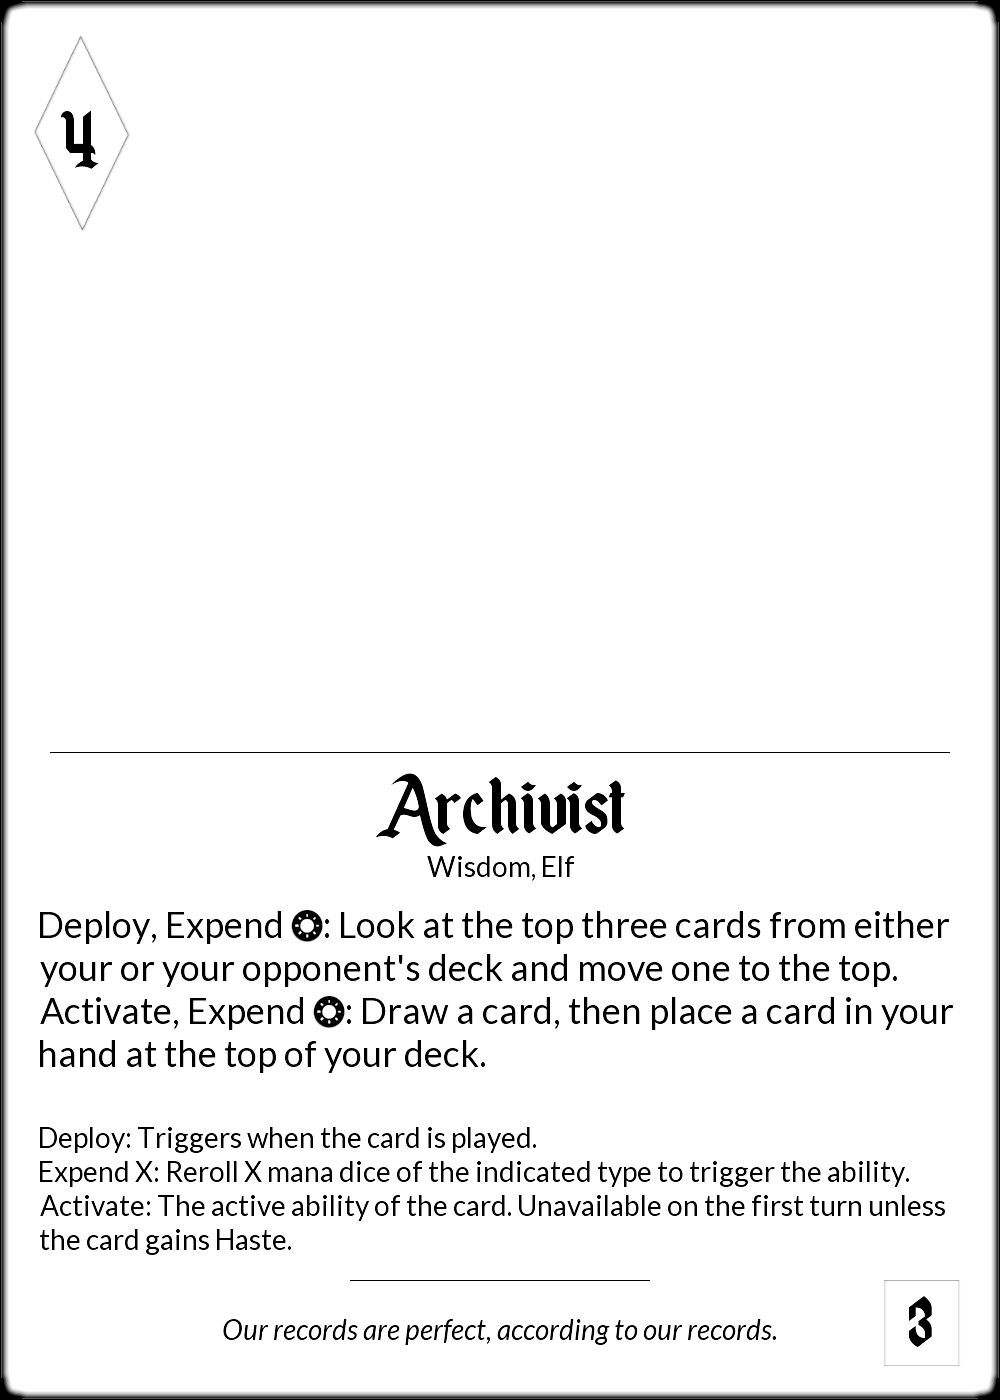 4
Archivist
Wisdom, Elf
Deploy, Expend : Look at the top three cards from either
your or your opponent's deck and move one to the top.
Activate, Expend : Draw a card, then place a card in your
hand at the top of your deck.
Deploy: Triggers when the card is played.
Expend X: Reroll X mana dice of the indicated type to trigger the ability.
Activate: The active ability of the card. Unavailable on the first turn unless
the card gains Haste.
Our records are perfect, according to our records.
3